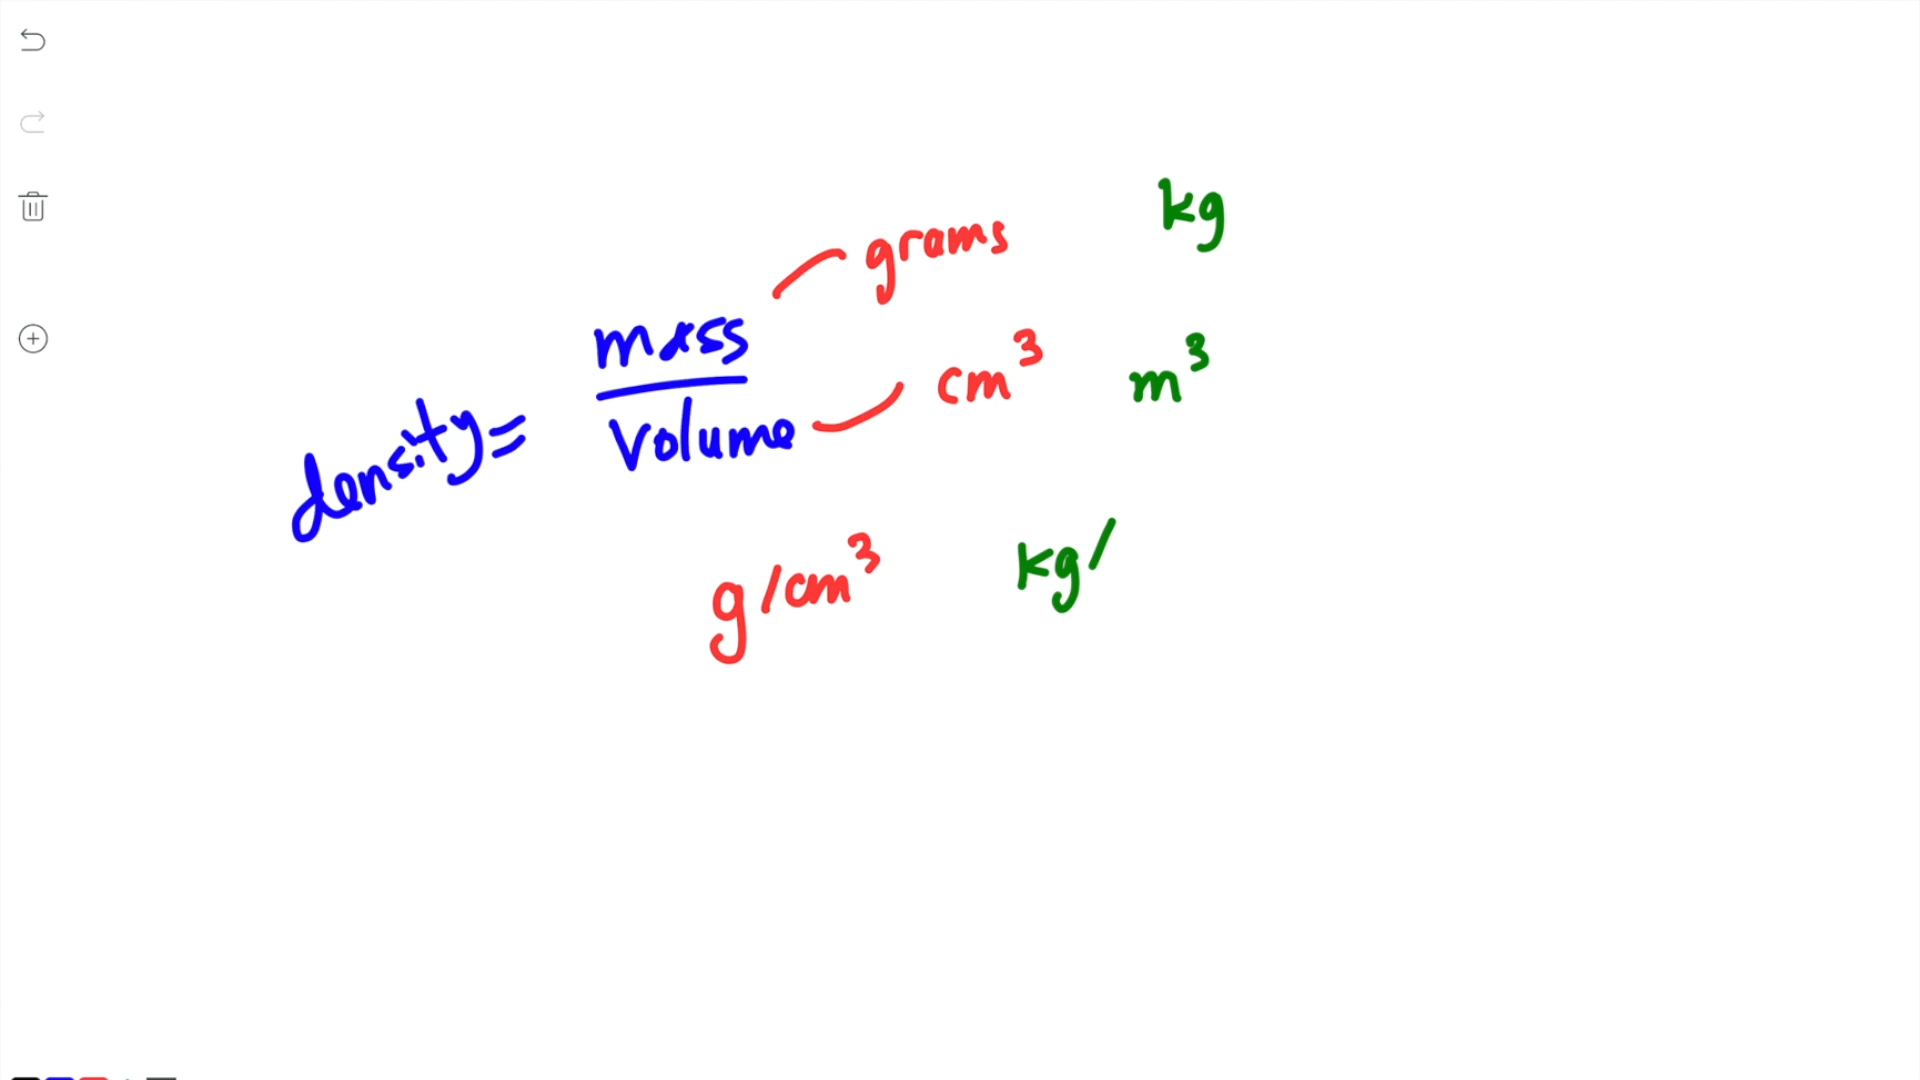 grams kg
mass
density=
volume cm³ m³
g/cm³ kg/